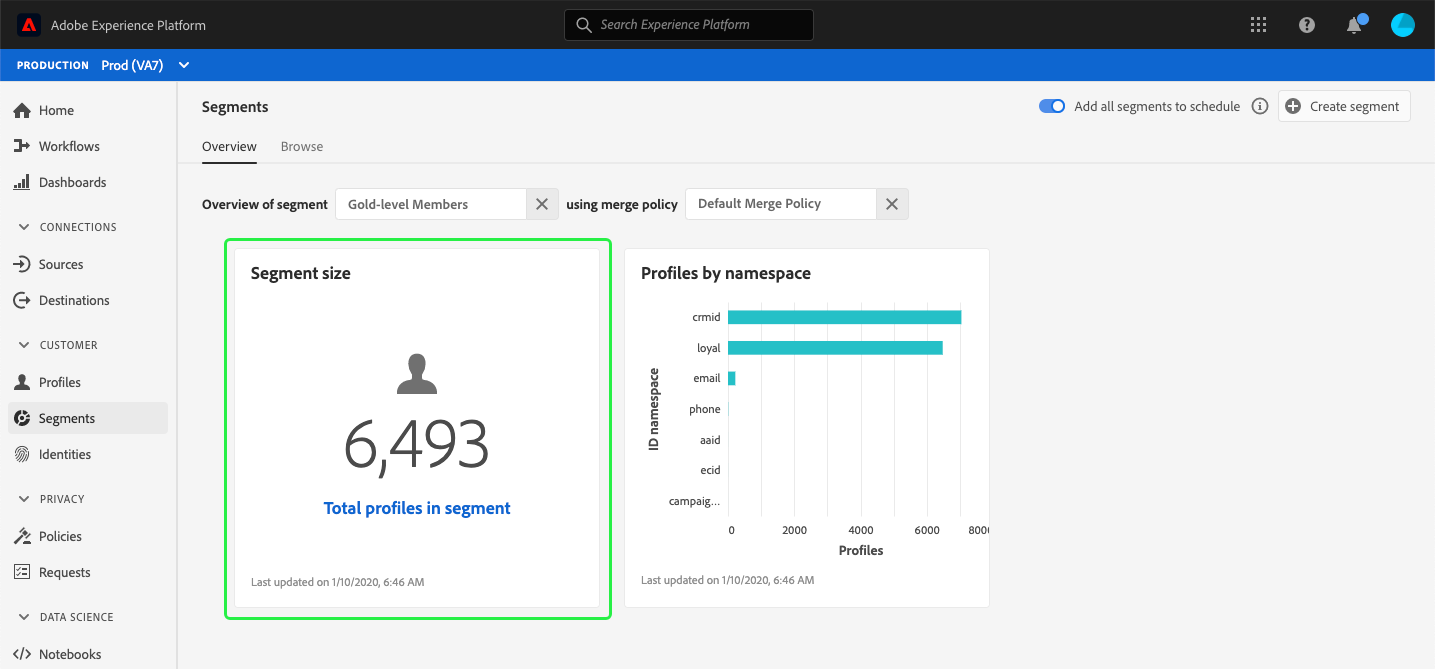 Adobe Experience Platform
Search Experience Platform
PRODUCTION Prod (VA7)
Home
Workflows
Dashboards
CONNECTIONS
Sources
Destinations
CUSTOMER
Profiles
Segments
Identities
PRIVACY
Policies
Requests
DATA SCIENCE
Notebooks
Segments
Add all segments to schedule
Create segment
Overview Browse
Overview of segment Gold-level Members using merge policy Default Merge Policy
Segment size
6,493
Total profiles in segment
Last updated on 1/10/2020, 6:46 AM
Profiles by namespace
ID namespace
crmid
loyal
email
phone
aaid
ecid
campaig...
0 2000 4000 6000 800
Profiles
Last updated on 1/10/2020, 6:46 AM